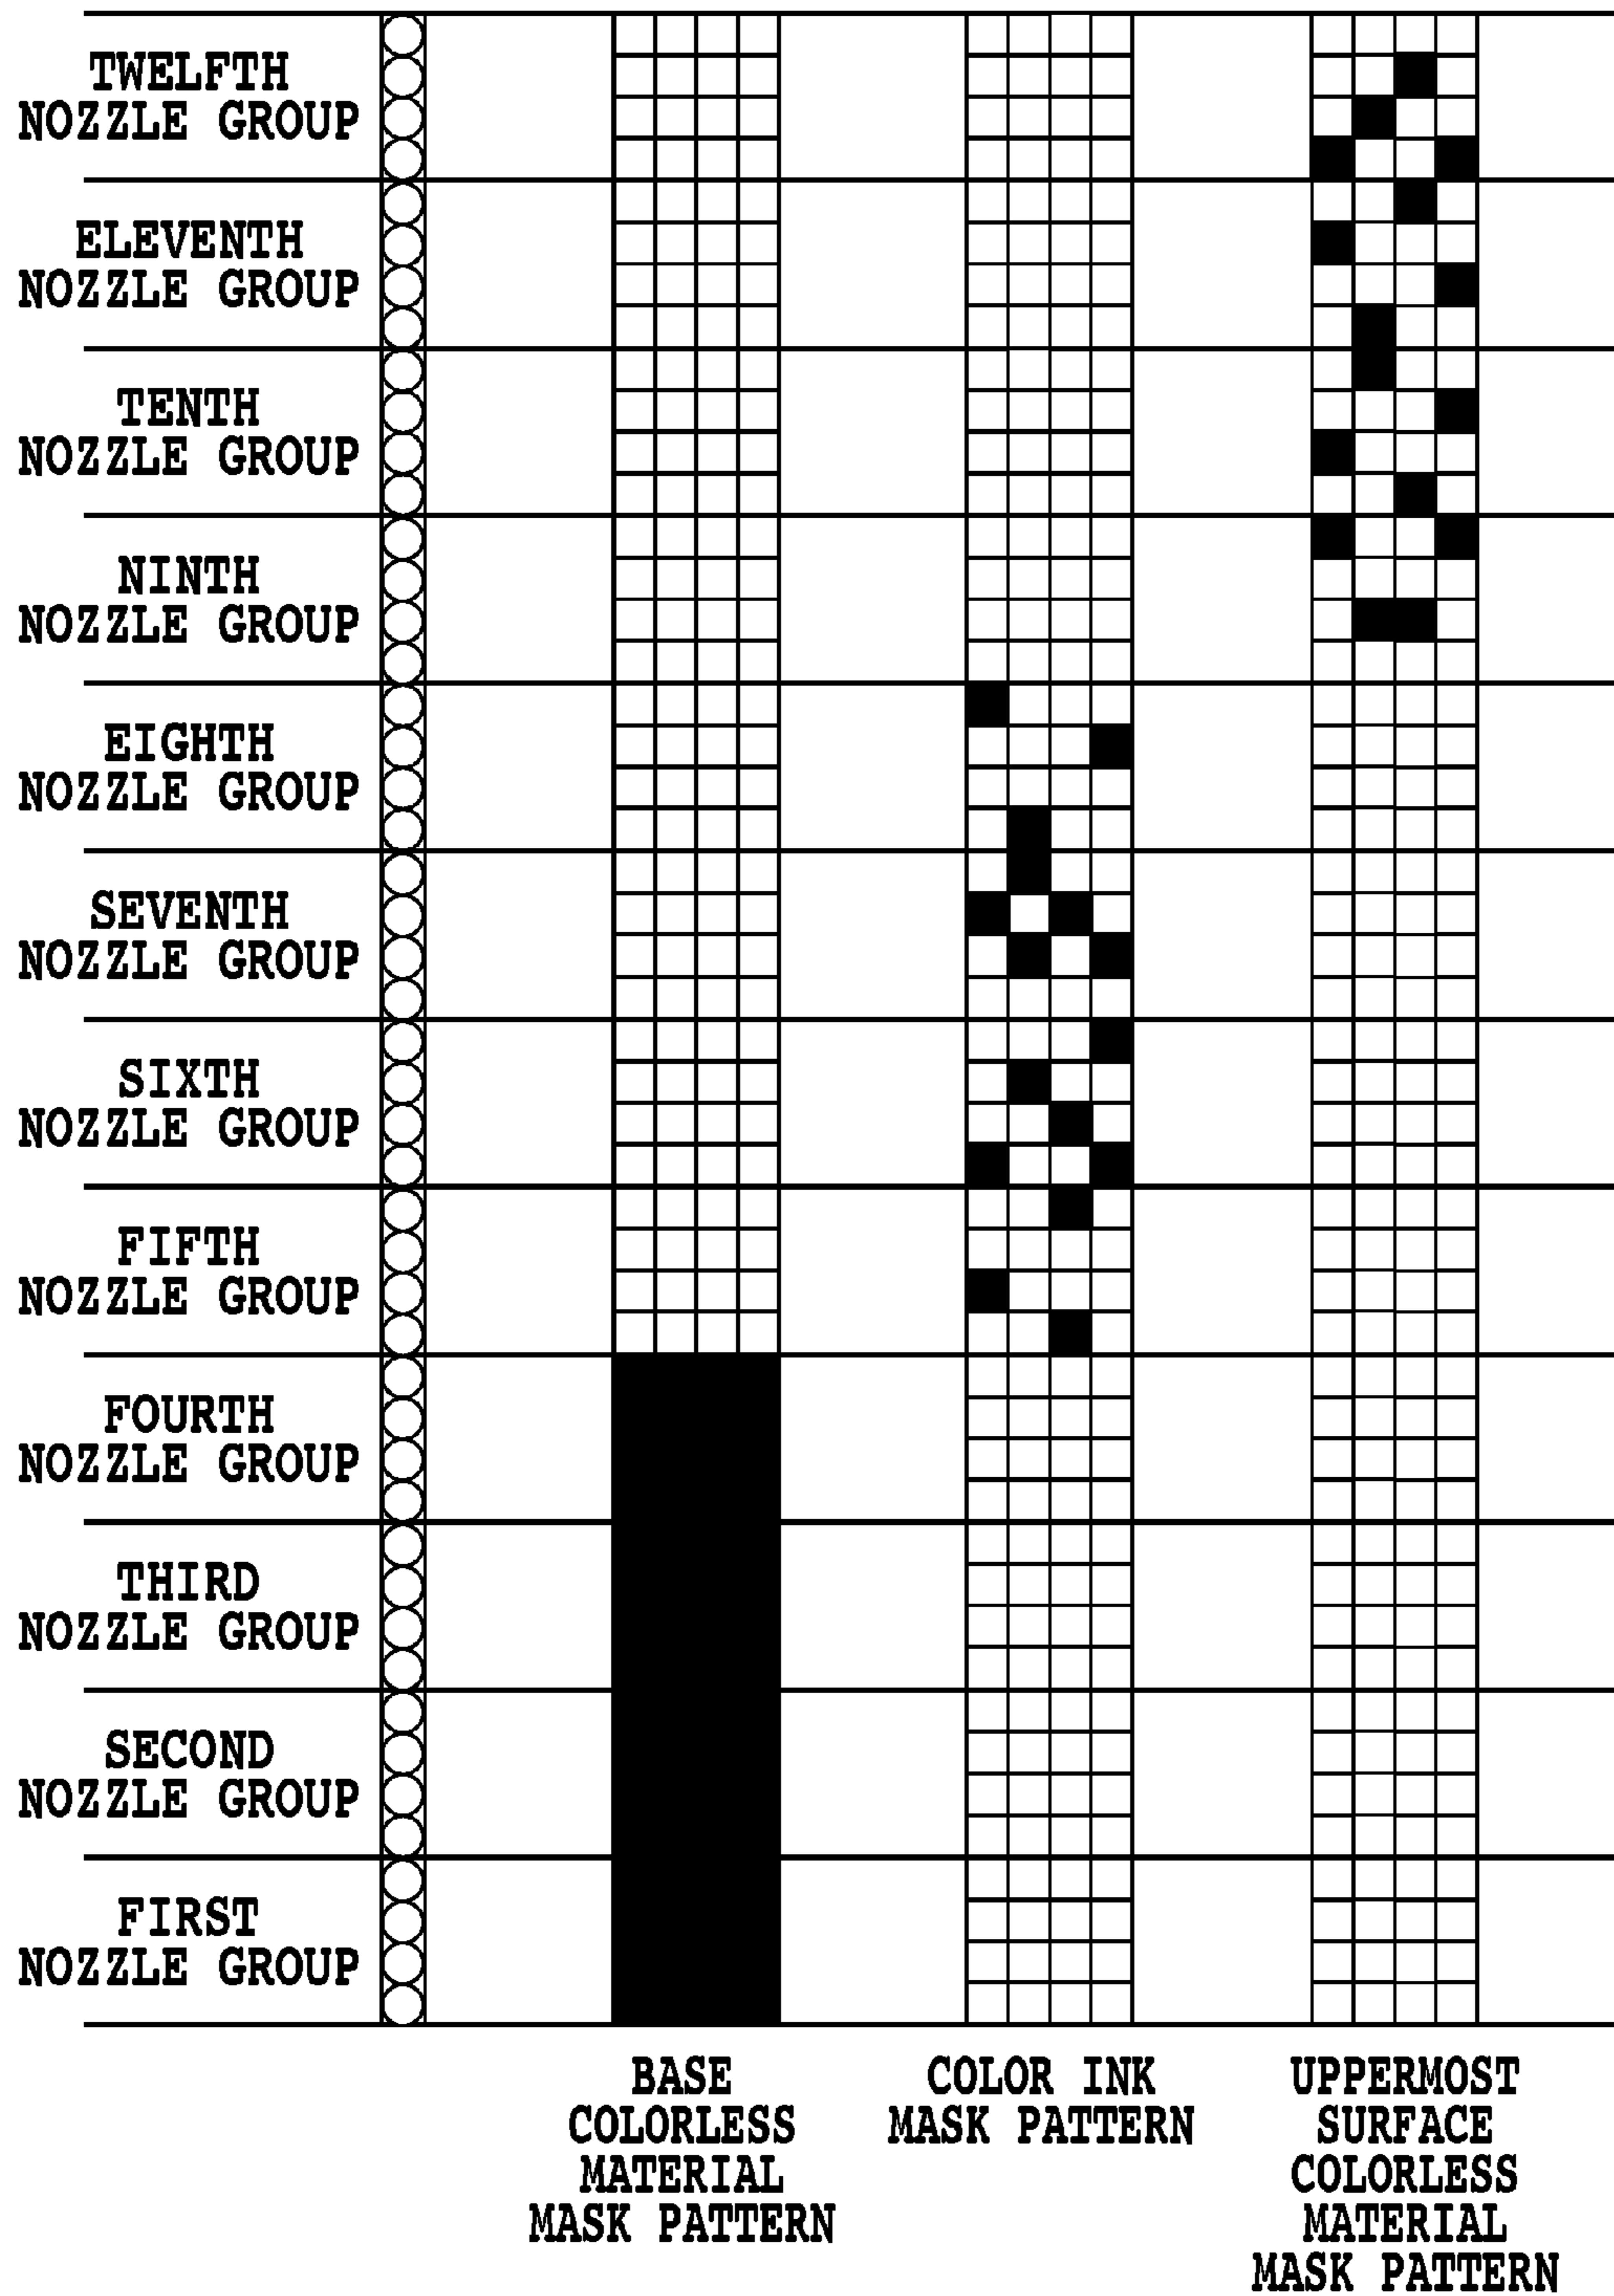 TWELFTH
NOZZLE GROUP
ELEVENTH
NOZZLE GROUP
TENTH
NOZZLE GROUP
NINTH
NOZZLE GROUP
EIGHTH
NOZZLE GROUP
SEVENTH
NOZZLE GROUP
SIXTH
NOZZLE GROUP
FIFTH
NOZZLE GROUP
FOURTH
NOZZLE GROUP
THIRD
NOZZLE GROUP
SECOND
NOZZLE GROUP
FIRST
NOZZLE GROUP
BASE
COLORLESS
MATERIAL
MASK PATTERN
COLOR INK
MASK PATTERN
UPPERMOST
SURFACE
COLORLESS
MATERIAL
MASK PATTERN